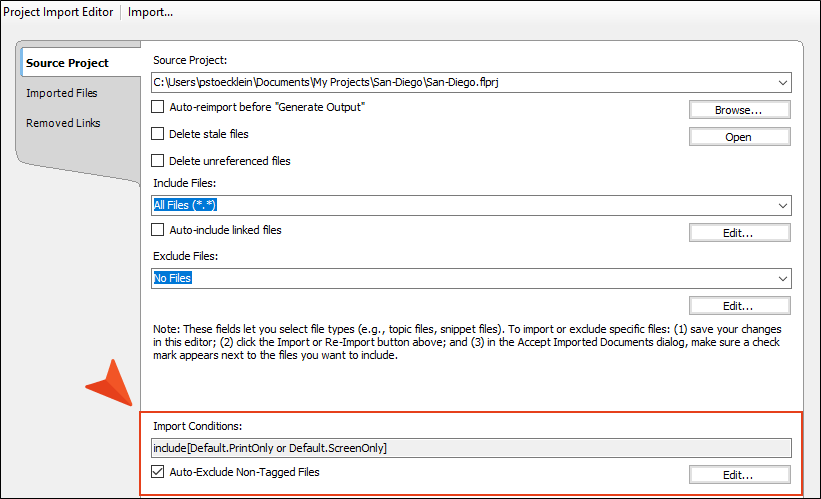 Project Import Editor | Import...
Source Project
Imported Files
Removed Links
Source Project:
C:\Users\pstoecklein\Documents\My Projects\San-Diego\San-Diego.flprj
Auto-reimport before "Generate Output"
Browse...
Delete stale files
Open
Delete unreferenced files
Include Files:
All Files (*.*)
Auto-include linked files
Edit...
Exclude Files:
No Files
Edit...
Note: These fields let you select file types (e.g., topic files, snippet files). To import or exclude specific files: (1) save your changes
in this editor; (2) click the Import or Re-Import button above; and (3) in the Accept Imported Documents dialog, make sure a check
mark appears next to the files you want to include.
Import Conditions:
include[Default.PrintOnly or Default.ScreenOnly]
Auto-Exclude Non-Tagged Files
Edit...